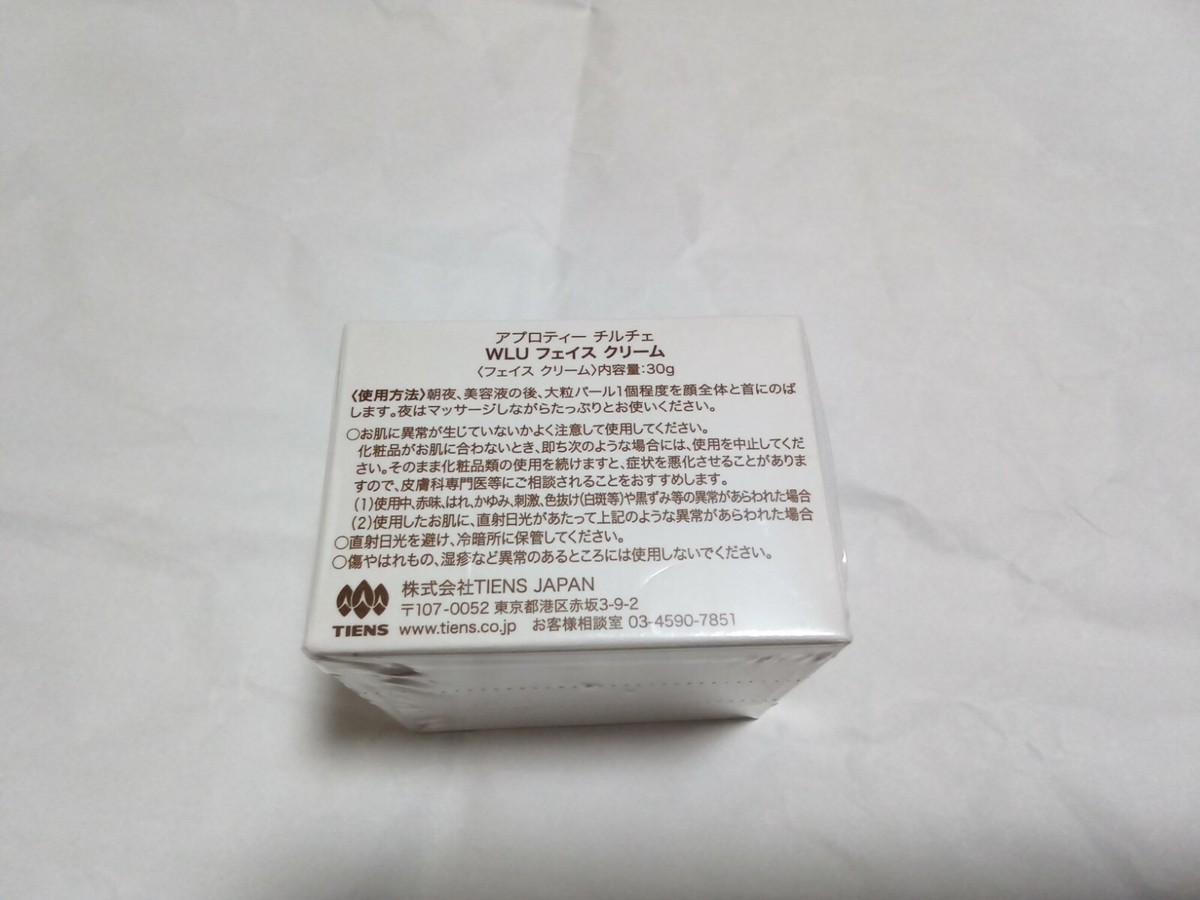 アプロティー チルチェ
WLU フェイス クリーム
〈フェイス クリーム〉内容量:30g
〈使用方法〉朝夜、美容液の後、大粒パール1個程度を顔全体と首にのば
します。夜はマッサージしながらたっぷりとお使いください。
○お肌に異常が生じていないかよく注意して使用してください。
化粧品がお肌に合わないとき、即ち次のような場合には、使用を中止してくだ
さい。そのまま化粧品類の使用を続けますと、症状を悪化させることがありま
すので、皮膚科専門医等にご相談されることをおすすめします。
(1)使用中、赤味、はれ、かゆみ、刺激、色抜け(白斑等)や黒ずみ等の異常があらわれた場合
(2)使用したお肌に、直射日光があたって上記のような異常があらわれた場合
○直射日光を避け、冷暗所に保管してください。
○傷やはれもの、湿疹など異常のあるところには使用しないでください。
株式会社TIENS JAPAN
〒107-0052 東京都港区赤坂3-9-2
TIENS www.tiens.co.jp お客様相談室 03-4590-7851